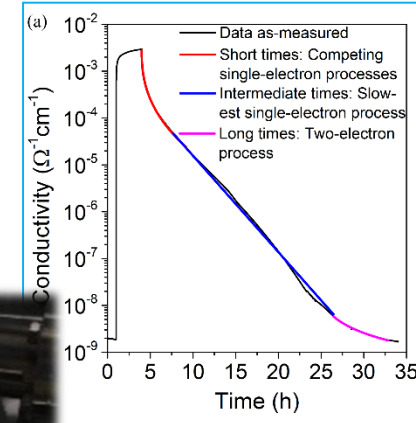 (a)
10⁻²
10⁻³
10⁻⁴
10⁻⁵
10⁻⁶
10⁻⁷
10⁻⁸
10⁻⁹
Conductivity (Ω⁻¹cm⁻¹)
Data as-measured
Short times: Competing
single-electron processes
Intermediate times: Slow-
est single-electron process
Long times: Two-electron
process
0 5 10 15 20 25 30 35
Time (h)